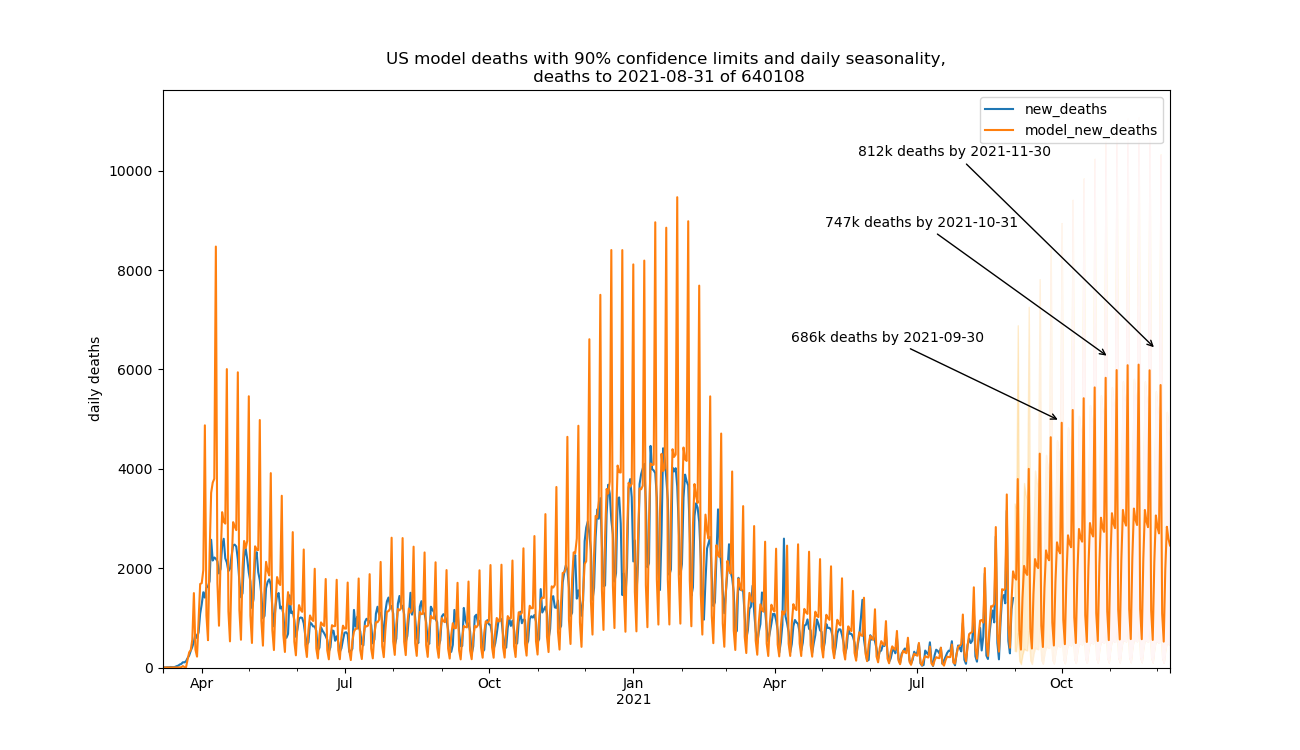 US model deaths with 90% confidence limits and daily seasonality,
deaths to 2021-08-31 of 640108
new_deaths
model_new_deaths
812k deaths by 2021-11-30
747k deaths by 2021-10-31
686k deaths by 2021-09-30
daily deaths
10000
8000
6000
4000
2000
0
Apr
Jul
Oct
Jan
2021
Apr
Jul
Oct